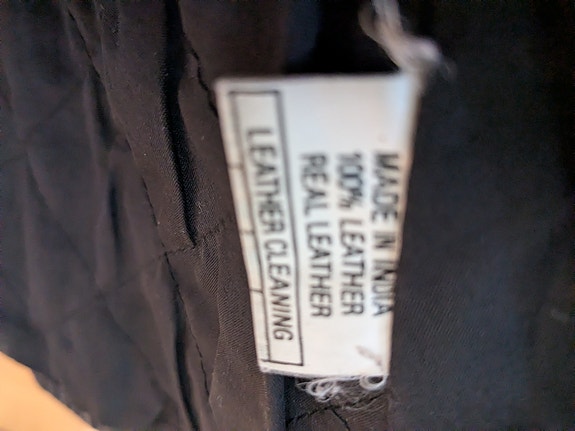 MADE IN INDIA
100% LEATHER
REAL LEATHER
LEATHER CLEANING